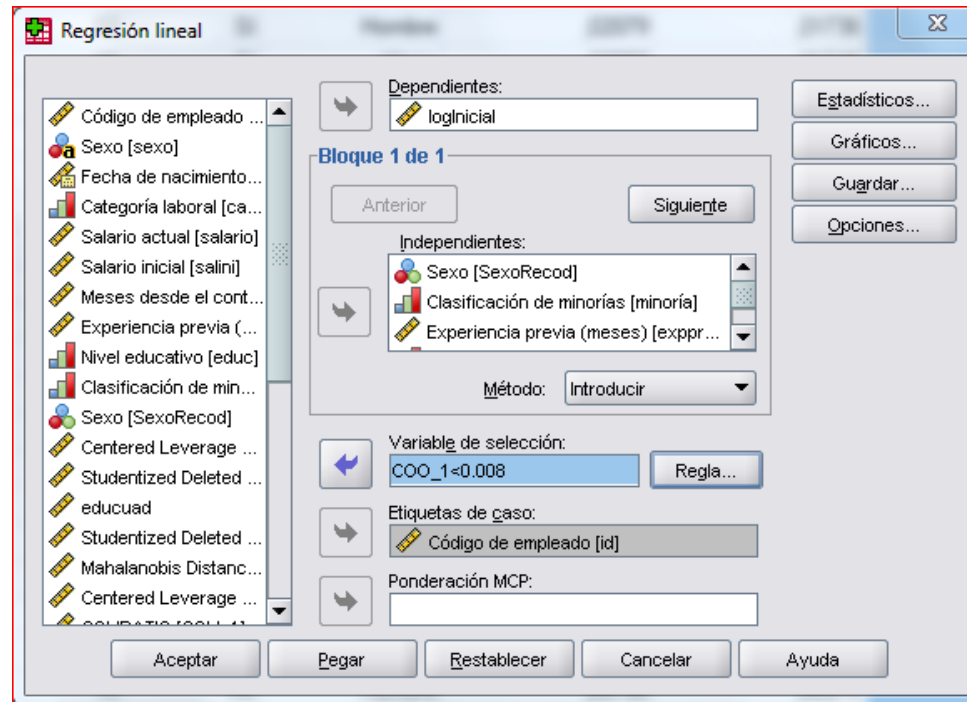 Regresión lineal
Código de empleado ...
Sexo [sexo]
Fecha de nacimiento...
Categoría laboral [ca...
Salario actual [salario]
Salario inicial [salini]
Meses desde el cont...
Experiencia previa (...
Nivel educativo [educ]
Clasificación de min...
Sexo [SexoRecod]
Centered Leverage ...
Studentized Deleted ...
educuad
Studentized Deleted ...
Mahalanobis Distanc...
Centered Leverage ...
Dependientes:
logInicial
Bloque 1 de 1
Anterior
Siguiente
Independientes:
Sexo [SexoRecod]
Clasificación de minorías [minoría]
Experiencia previa (meses) [exppr...
Método: Introducir
Variable de selección:
COO_1<0.008
Regla...
Etiquetas de caso:
Código de empleado [id]
Ponderación MCP:
Estadísticos...
Gráficos...
Guardar...
Opciones...
Aceptar
Pegar
Restablecer
Cancelar
Ayuda